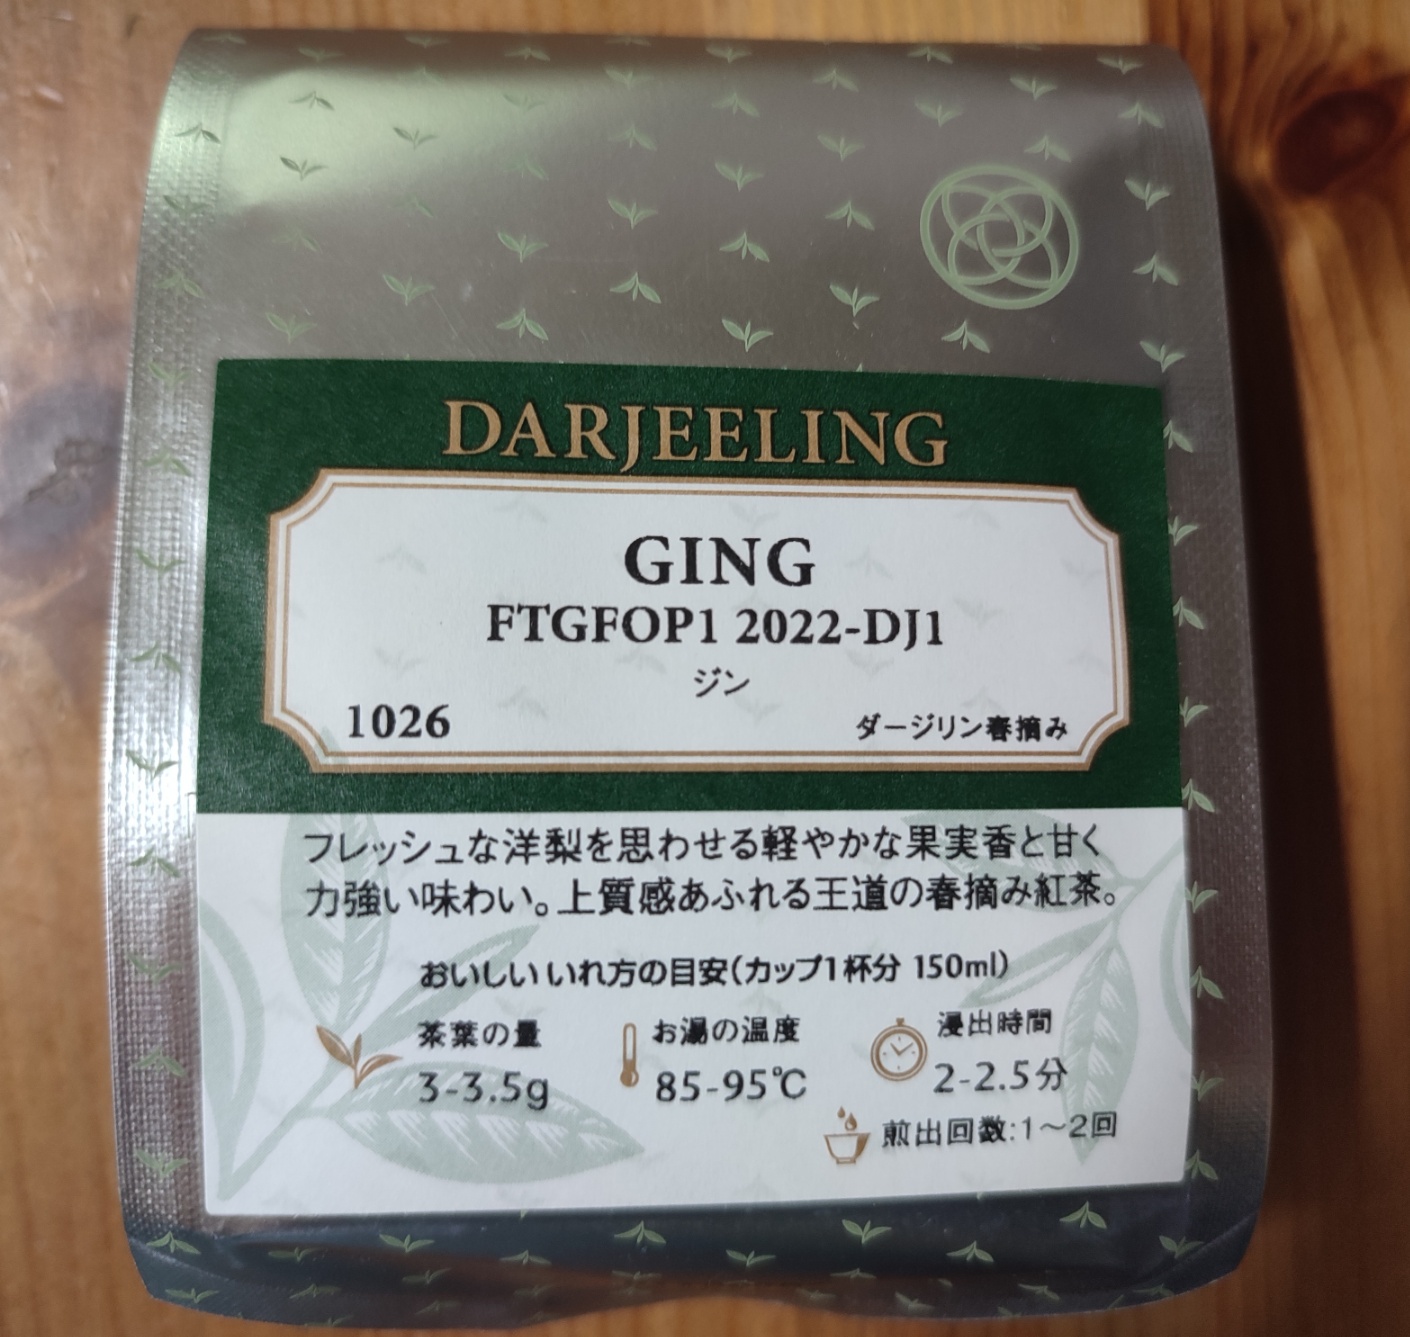 DARJEELING
GING
FTGFOP1 2022-DJ1
ジン
1026
ダージリン春摘み
フレッシュな洋梨を思わせる軽やかな果実香と甘く
力強い味わい。上質感あふれる王道の春摘み紅茶。
おいしいいれ方の目安(カップ1杯分 150ml)
茶葉の量
3-3.5g
お湯の温度
85-95℃
浸出時間
2-2.5分
煎出回数:1～2回